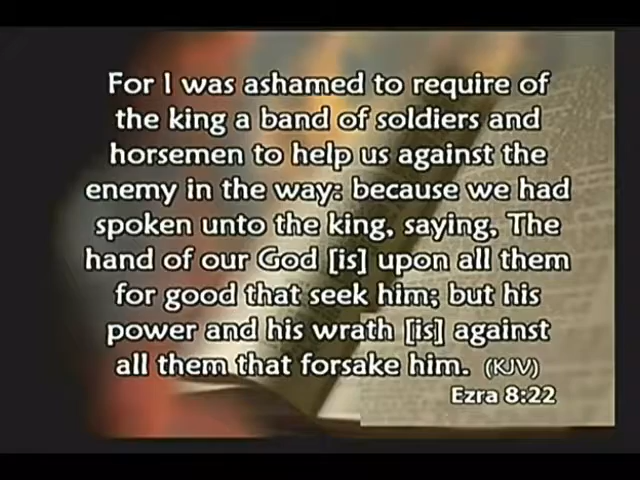 For I was ashamed to require of
the king a band of soldiers and
horsemen to help us against the
enemy in the way: because we had
spoken unto the king, saying, The
hand of our God [is] upon all them
for good that seek him; but his
power and his wrath [is] against
all them that forsake him. (KJV)
Ezra 8:22